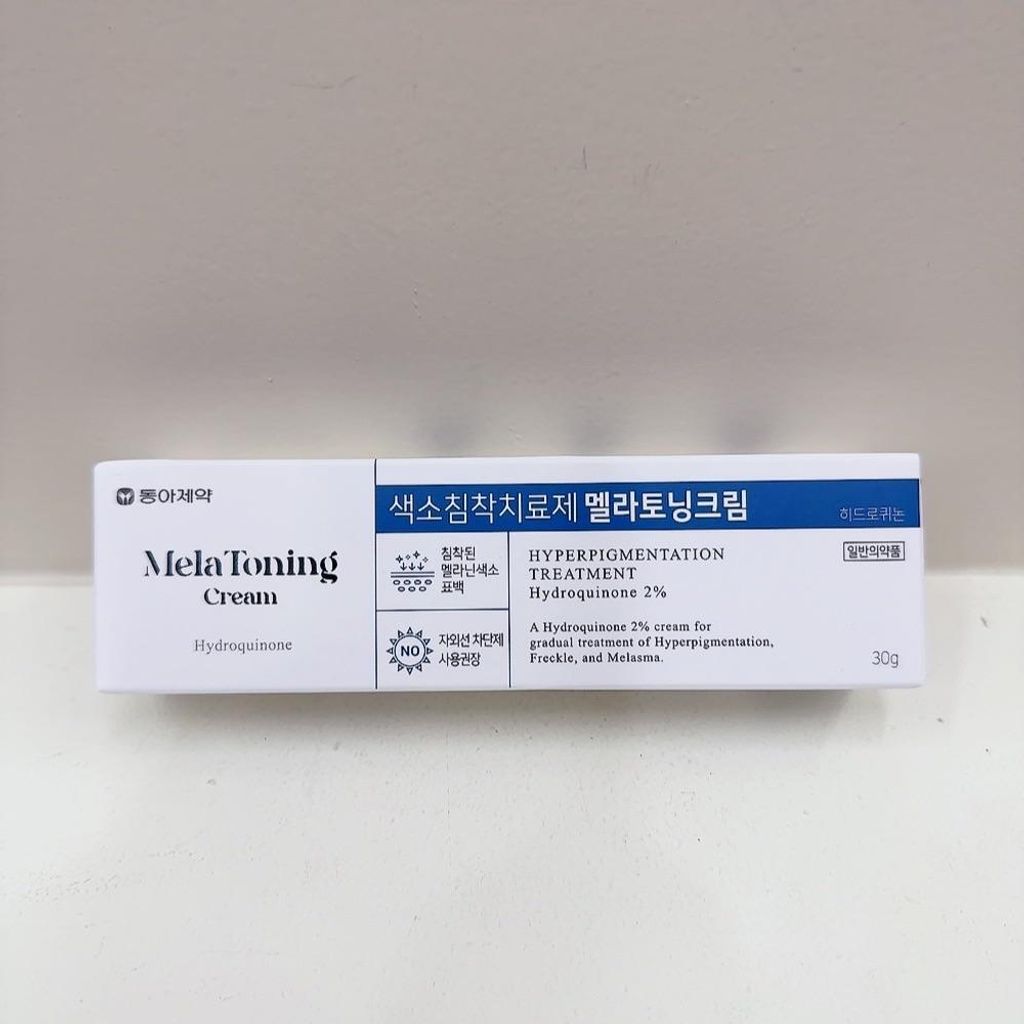 동아제약
MelaToning
Cream
Hydroquinone
색소침착치료제 멜라토닝크림
히드로퀴논
침착된
멜라닌색소
표백
NO
자외선 차단제
사용권장
HYPERPIGMENTATION
TREATMENT
Hydroquinone 2%
A Hydroquinone 2% cream for
gradual treatment of Hyperpigmentation,
Freckle, and Melasma.
일반의약품
30g